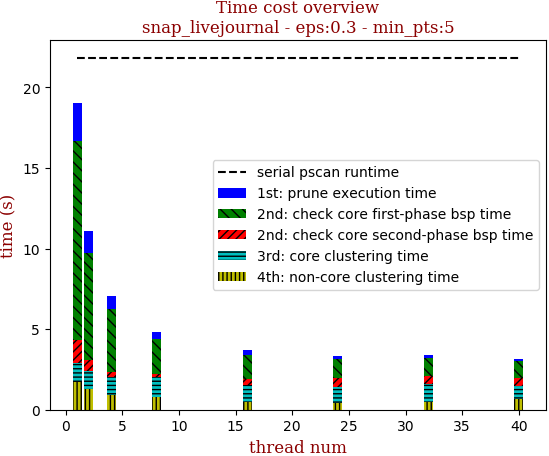 Time cost overview
snap_livejournal - eps:0.3 - min_pts:5
time (s)
20
15
10
5
0
serial pscan runtime
1st: prune execution time
2nd: check core first-phase bsp time
2nd: check core second-phase bsp time
3rd: core clustering time
4th: non-core clustering time
0 5 10 15 20 25 30 35 40
thread num